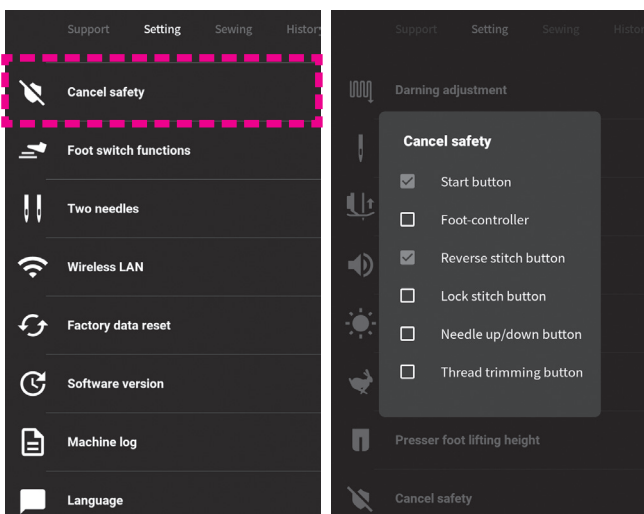 Support Setting Sewing History
Cancel safety
Foot switch functions
Two needles
Wireless LAN
Factory data reset
Software version
Machine log
Language
Support Setting Sewing
Darning adjustment
Cancel safety
Start button
Foot-controller
Reverse stitch button
Lock stitch button
Needle up/down button
Thread trimming button
Presser foot lifting height
Cancel safety